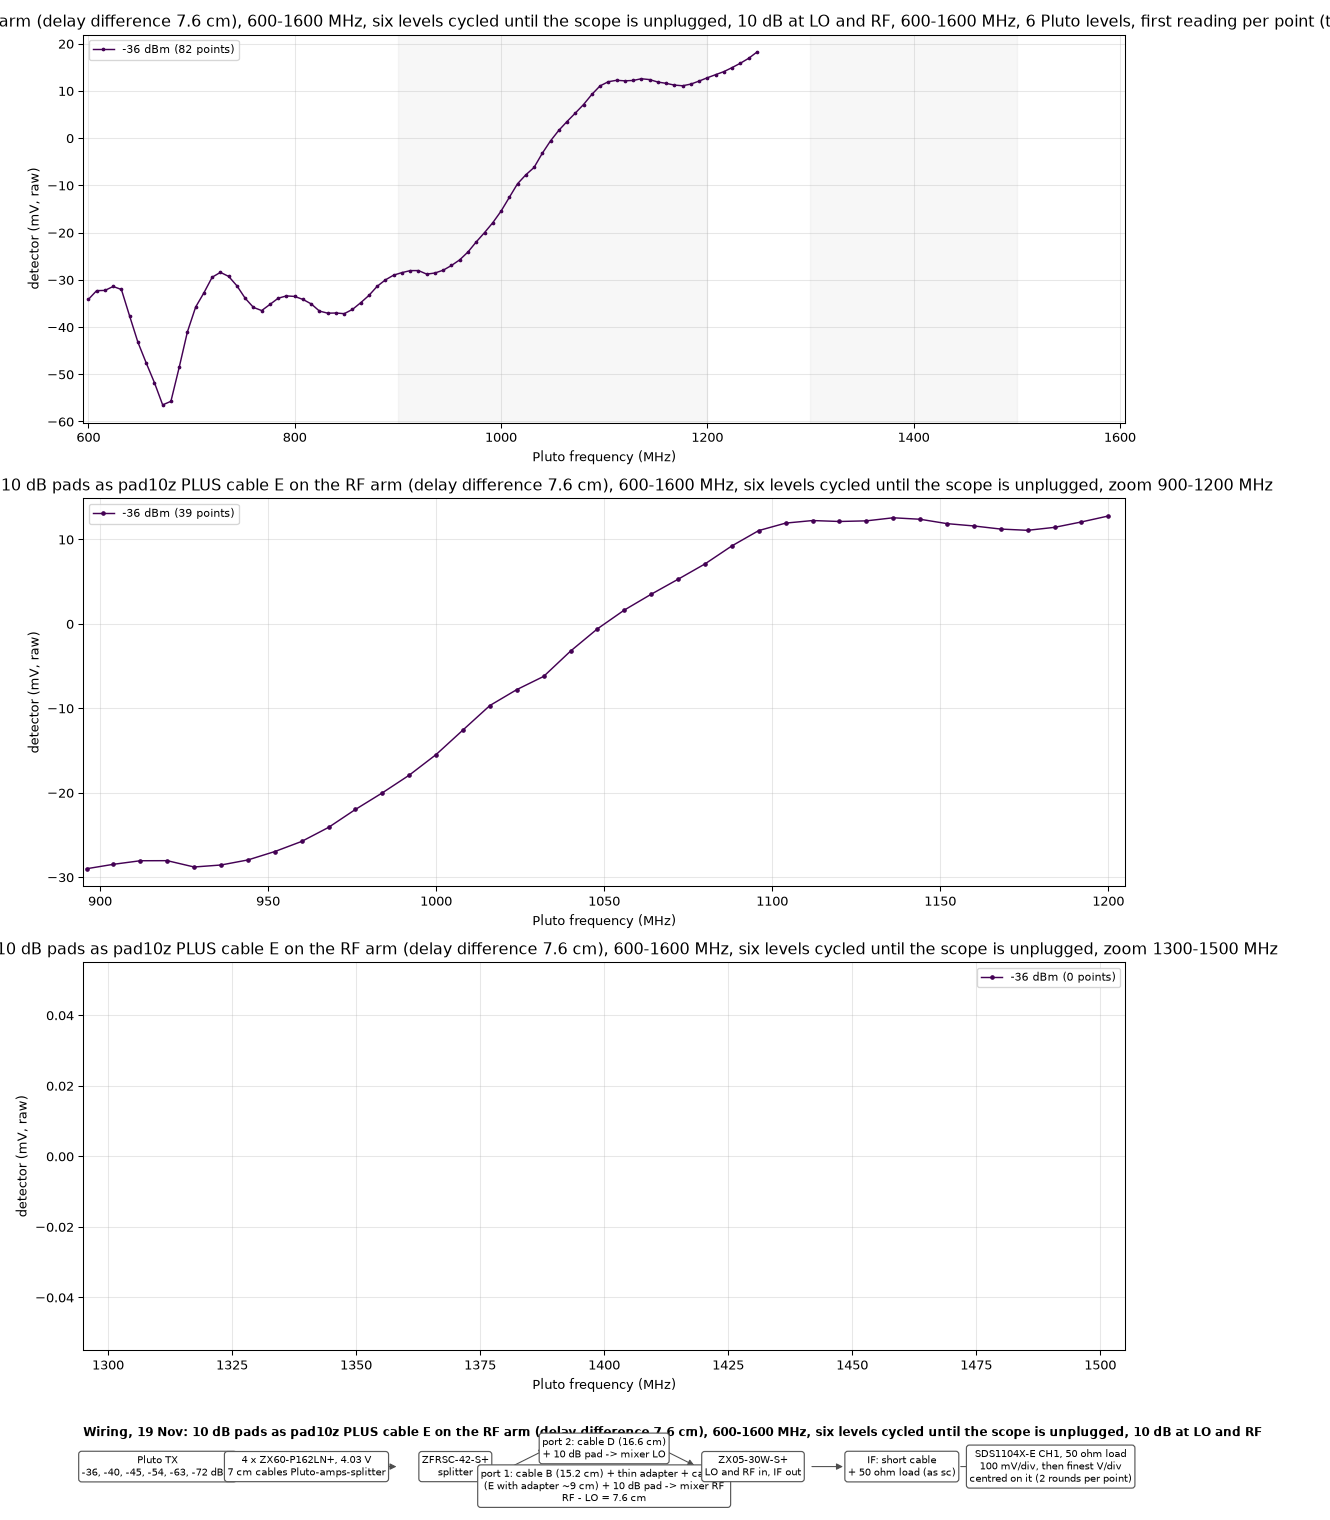 arm (delay difference 7.6 cm), 600-1600 MHz, six levels cycled until the scope is unplugged, 10 dB at LO and RF, 600-1600 MHz, 6 Pluto levels, first reading per point (t
-36 dBm (82 points)
20
10
0
−10
−20
−30
−40
−50
−60
detector (mV, raw)
600
800
1000
1200
1400
1600
Pluto frequency (MHz)
10 dB pads as pad10z PLUS cable E on the RF arm (delay difference 7.6 cm), 600-1600 MHz, six levels cycled until the scope is unplugged, zoom 900-1200 MHz
-36 dBm (39 points)
10
0
−10
−20
−30
detector (mV, raw)
900
950
1000
1050
1100
1150
1200
Pluto frequency (MHz)
10 dB pads as pad10z PLUS cable E on the RF arm (delay difference 7.6 cm), 600-1600 MHz, six levels cycled until the scope is unplugged, zoom 1300-1500 MHz
-36 dBm (0 points)
0.04
0.02
0.00
−0.02
−0.04
detector (mV, raw)
1300
1325
1350
1375
1400
1425
1450
1475
1500
Pluto frequency (MHz)
Wiring, 19 Nov: 10 dB pads as pad10z PLUS cable E on the RF arm (delay difference 7.6 cm), 600-1600 MHz, six levels cycled until the scope is unplugged, 10 dB at LO and RF
Pluto TX
-36, -40, -45, -54, -63, -72 dB
4 x ZX60-P162LN+, 4.03 V
7 cm cables Pluto-amps-splitter
ZFRSC-42-S+
splitter
port 2: cable D (16.6 cm)
+ 10 dB pad -> mixer LO
port 1: cable B (15.2 cm) + thin adapter + ca
(E with adapter ~9 cm) + 10 dB pad -> mixer RF
RF - LO = 7.6 cm
ZX05-30W-S+
LO and RF in, IF out
IF: short cable
+ 50 ohm load (as sc)
SDS1104X-E CH1, 50 ohm load
100 mV/div, then finest V/div
centred on it (2 rounds per point)